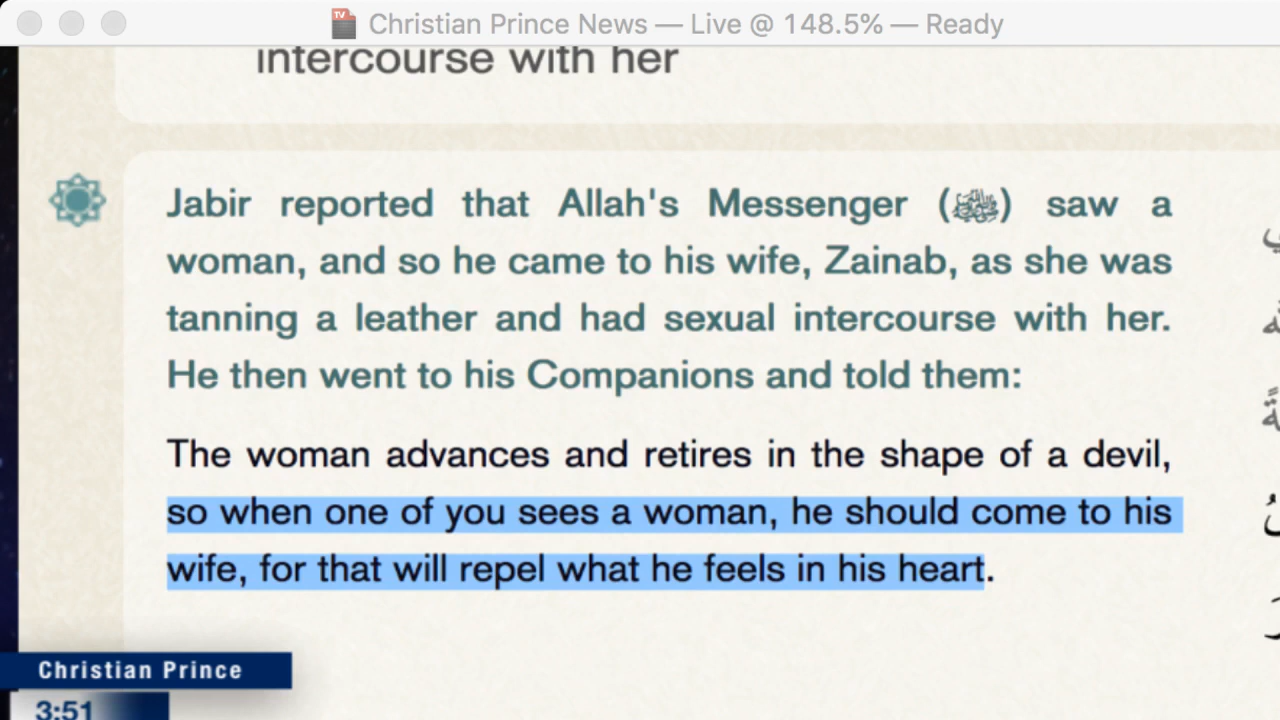 Christian Prince News — Live @ 148.5% — Ready
intercourse with her
Jabir reported that Allah's Messenger (ﷺ) saw a
woman, and so he came to his wife, Zainab, as she was
tanning a leather and had sexual intercourse with her.
He then went to his Companions and told them:
The woman advances and retires in the shape of a devil,
so when one of you sees a woman, he should come to his
wife, for that will repel what he feels in his heart.
Christian Prince
3:51